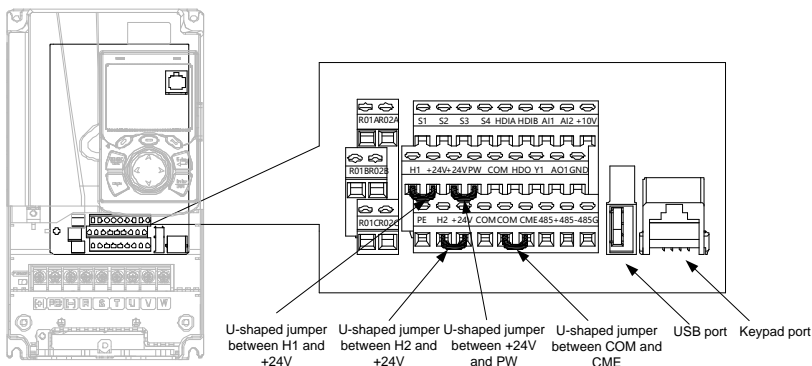 R01AR02A
S1 S2 S3 S4 HDIA HDIB AI1 AI2 +10V
R01BR02B
H1 +24V+24VPW COM HDO Y1 AO1GND
R01CR02C
PE H2 +24V COMCOM CME485+485-485G
(+) PB (-) R S T U V W
U-shaped jumper
between H1 and
+24V
U-shaped jumper
between H2 and
+24V
U-shaped jumper
between +24V
and PW
U-shaped jumper
between COM and
CME
USB port
Keypad port